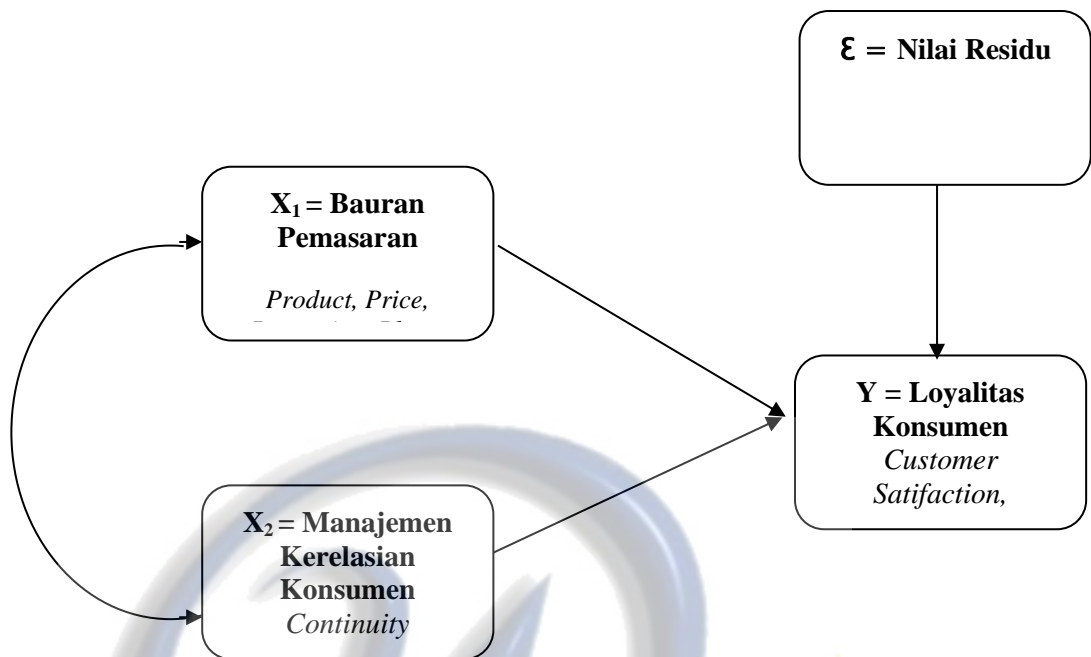 Ɛ = Nilai Residu
X₁ = Bauran
Pemasaran
Product, Price,
Y = Loyalitas
Konsumen
Customer
Satifaction,
X₂ = Manajemen
Kerelasian
Konsumen
Continuity